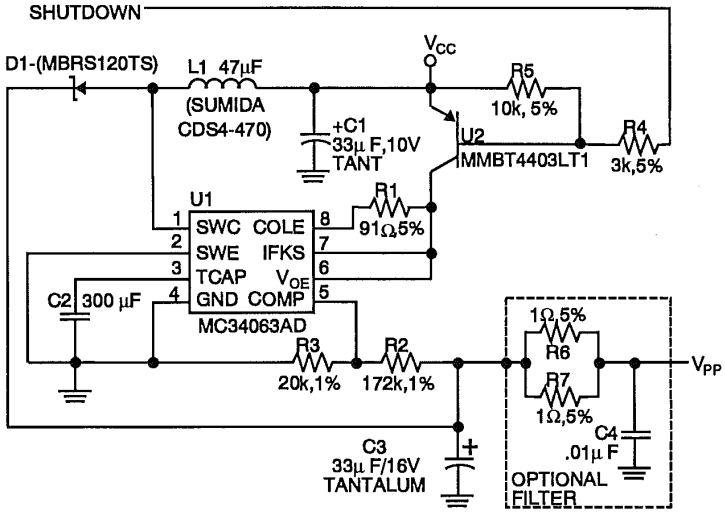 SHUTDOWN
D1-(MBRS120TS)
L1 47μF
(SUMIDA
CDS4-470)
VCC
R5
10k, 5%
+C1
33μ F,10V
TANT
U2
MMBT4403LT1
R4
3k,5%
U1
R1
91Ω,5%
1 SWC COLE 8
2 SWE IFKS 7
3 TCAP VOE 6
4 GND COMP 5
MC34063AD
C2 300 μF
R3
20k,1%
R2
172k,1%
1Ω,5%
R6
R7
1Ω,5%
VPP
C4
.01μ F
C3
33μ F/16V
TANTALUM
+
OPTIONAL
FILTER